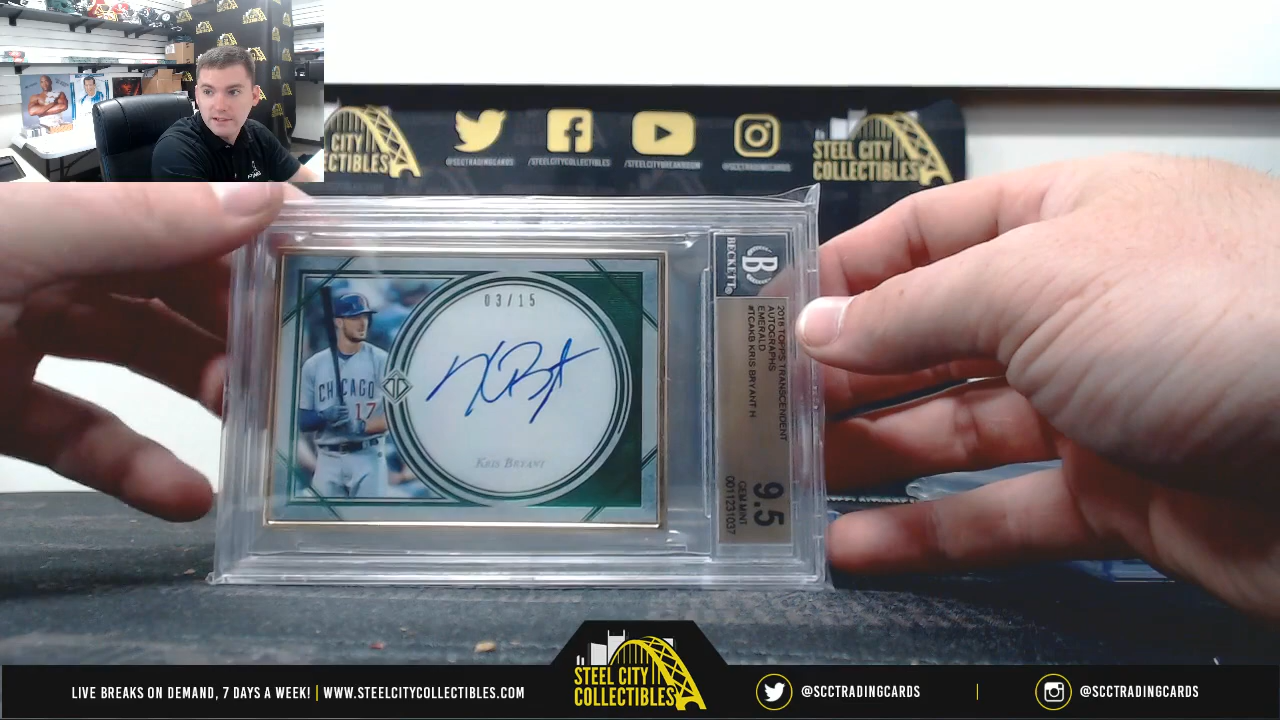 CITY
CTIBLES
@SCCTRADINGCARDS
/STEELCITYCOLLECTIBLES
/STEELCITYBREAKROOM
@SCCTRADINGCARDS
STEEL CITY
COLLECTIBLES
03/15
CHICAGO
17
Kris Bryant
BECKETT®
B
2018 TOPPS TRANSCENDENT
AUTOGRAPHS
EMERALD
#TCAKB KRIS BRYANT H
9.5
GEM MINT
0011231037
LIVE BREAKS ON DEMAND, 7 DAYS A WEEK! | WWW.STEELCITYCOLLECTIBLES.COM
STEEL CITY
COLLECTIBLES
@SCCTRADINGCARDS
@SCCTRADINGCARDS